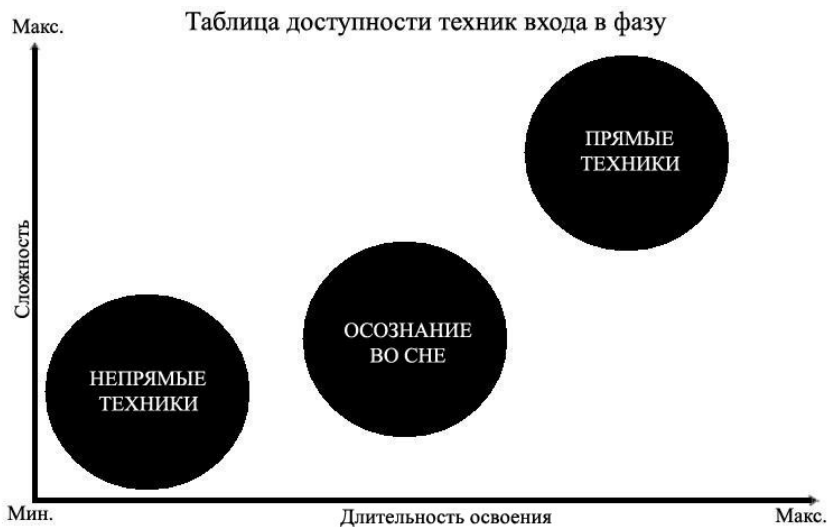 Таблица доступности техник входа в фазу
Макс.
ПРЯМЫЕ
ТЕХНИКИ
Сложность
ОСОЗНАНИЕ
ВО СНЕ
НЕПРЯМЫЕ
ТЕХНИКИ
Мин.
Длительность освоения
Макс.